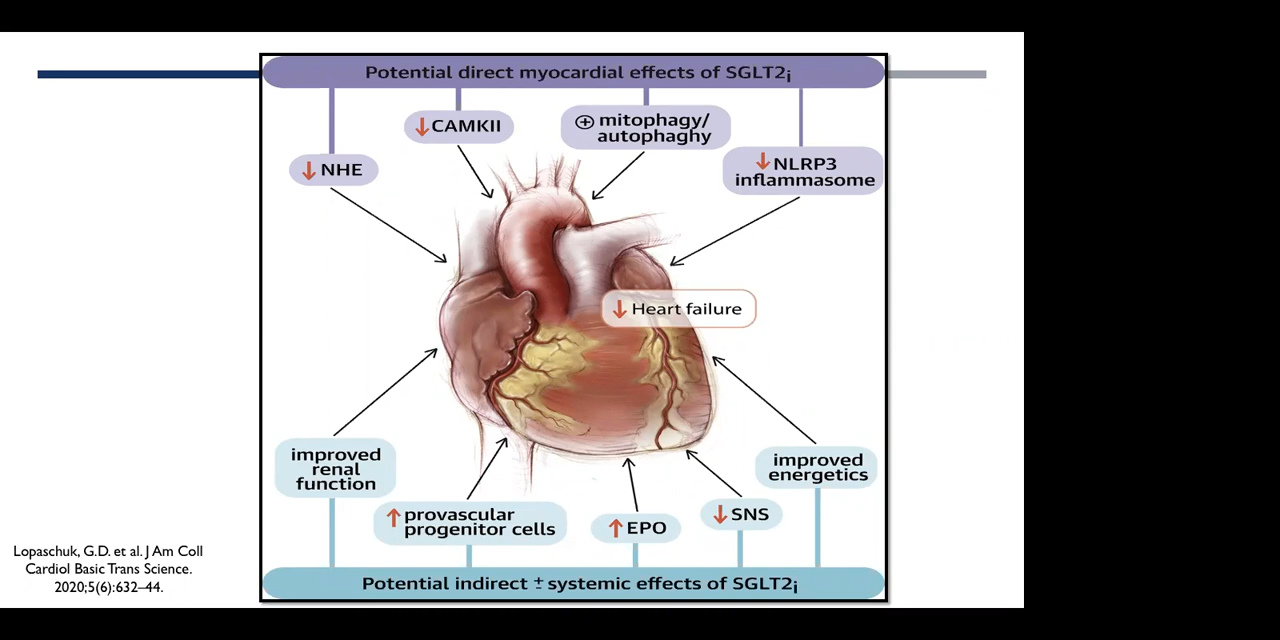 Potential direct myocardial effects of SGLT2i
↓CAMKII
⊕ mitophagy/
autophaghy
↓ NHE
↓NLRP3
inflammasome
↓ Heart failure
improved
renal
function
improved
energetics
↑ provascular
progenitor cells
↑EPO
↓SNS
Potential indirect ± systemic effects of SGLT2i
Lopaschuk, G.D. et al. J Am Coll
Cardiol Basic Trans Science.
2020;5(6):632–44.